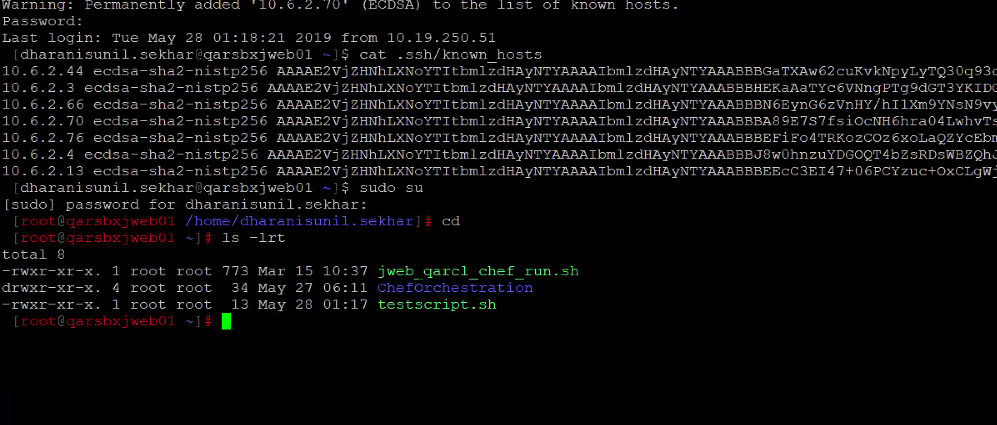 Warning: Permanently added '10.6.2.70' (ECDSA) to the list of known hosts.
Password:
Last login: Tue May 28 01:18:21 2019 from 10.19.250.51
[dharanisunil.sekhar@qarsbxjweb01 ~]$ cat .ssh/known_hosts
10.6.2.44 ecdsa-sha2-nistp256 AAAAE2VjZHNhLXNoYTItbmlzdHAyNTYAAAAIbmlzdHAyNTYAAABBBGaTXAw62cuKvkNpyLyTQ30q93c
10.6.2.3 ecdsa-sha2-nistp256 AAAAE2VjZHNhLXNoYTItbmlzdHAyNTYAAAAIbmlzdHAyNTYAAABBBHEKaAaTYc6VNngPTg9dGT3YKIDG
10.6.2.66 ecdsa-sha2-nistp256 AAAAE2VjZHNhLXNoYTItbmlzdHAyNTYAAAAIbmlzdHAyNTYAAABBBN6EynG6zVnHY/hI1Xm9YNsN9vy
10.6.2.70 ecdsa-sha2-nistp256 AAAAE2VjZHNhLXNoYTItbmlzdHAyNTYAAAAIbmlzdHAyNTYAAABBBA89E7S7fsiOcNH6hra04LwhvTs
10.6.2.76 ecdsa-sha2-nistp256 AAAAE2VjZHNhLXNoYTItbmlzdHAyNTYAAAAIbmlzdHAyNTYAAABBBEFiFo4TRKozCOz6xoLaQZYcEbm
10.6.2.4 ecdsa-sha2-nistp256 AAAAE2VjZHNhLXNoYTItbmlzdHAyNTYAAAAIbmlzdHAyNTYAAABBBJ8w0hnzuYDGOQT4bZsRDsWBZQhJ
10.6.2.13 ecdsa-sha2-nistp256 AAAAE2VjZHNhLXNoYTItbmlzdHAyNTYAAAAIbmlzdHAyNTYAAABBBEEcC3EI47+06PCYzuc+OxCLgWj
[dharanisunil.sekhar@qarsbxjweb01 ~]$ sudo su
[sudo] password for dharanisunil.sekhar:
[root@qarsbxjweb01 /home/dharanisunil.sekhar]# cd
[root@qarsbxjweb01 ~]# ls -lrt
total 8
-rwxr-xr-x. 1 root root 773 Mar 15 10:37 jweb_qarcl_chef_run.sh
drwxr-xr-x. 4 root root  34 May 27 06:11 ChefOrchestration
-rwxr-xr-x. 1 root root  13 May 28 01:17 testscript.sh
[root@qarsbxjweb01 ~]#